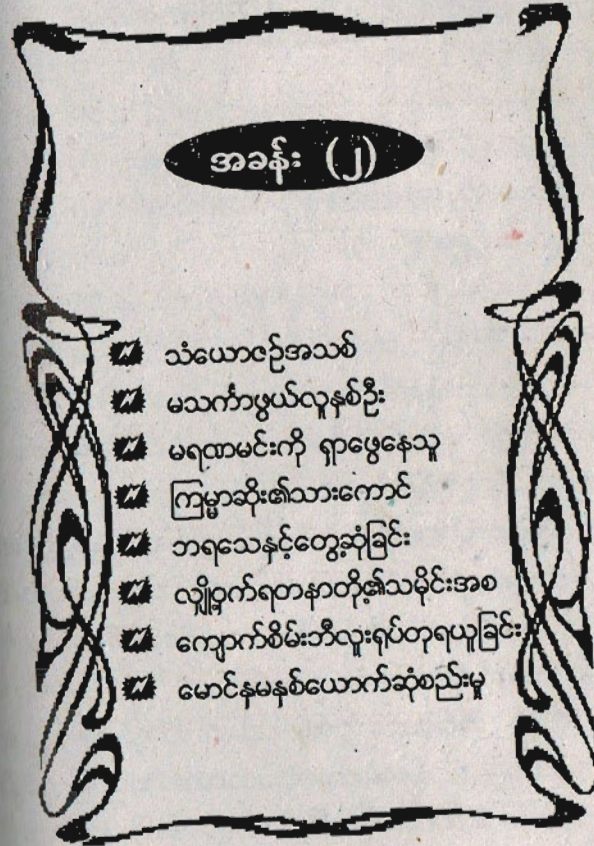 အခန်း (၂)
သံယောဇဉ်အသစ်
မသင်္ကာဖွယ်လူနှစ်ဦး
မရဏမင်းကို ရှာဖွေနေသူ
ကြမ္မာဆိုး၏သားကောင်
ဘရသေနှင့်တွေ့ဆုံခြင်း
လျှို့ဝှက်ရတနာတို့၏သမိုင်းအစ
ကျောက်စိမ်းဘီလူးရုပ်တုရယူခြင်း
မောင်နှမနှစ်ယောက်ဆုံစည်းမှု